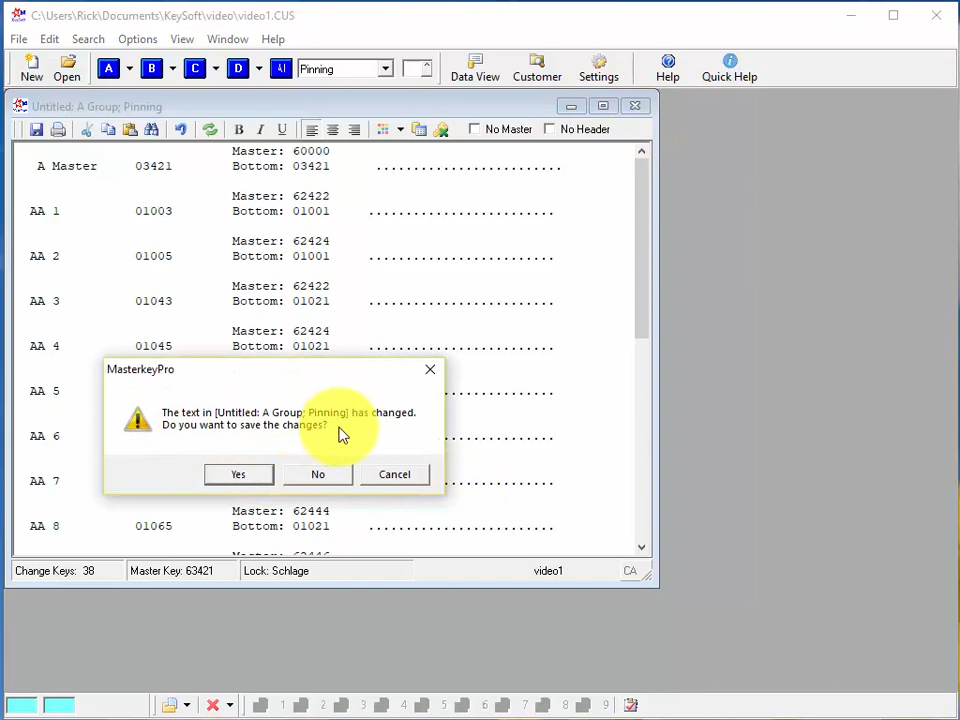 C:\Users\Rick\Documents\KeySoft\video\video1.CUS
File Edit Search Options View Window Help
New Open A B C D All Pinning Data View Customer Settings Help Quick Help
Untitled: A Group; Pinning
B I U No Master No Header
Master: 60000
A Master 03421 Bottom: 03421 .........................
Master: 62422
AA 1 01003 Bottom: 01001 .........................
Master: 62424
AA 2 01005 Bottom: 01001 .........................
Master: 62422
AA 3 01043 Bottom: 01021 .........................
Master: 62424
AA 4 01045 Bottom: 01021 .........................
MasterkeyPro
AA 5
The text in [Untitled: A Group; Pinning] has changed.
Do you want to save the changes?
AA 6
Yes No Cancel
AA 7
Master: 62444
AA 8 01065 Bottom: 01021 .........................
Master: 62446
Change Keys: 38 Master Key: 63421 Lock: Schlage video1 CA
1 2 3 4 5 6 7 8 9